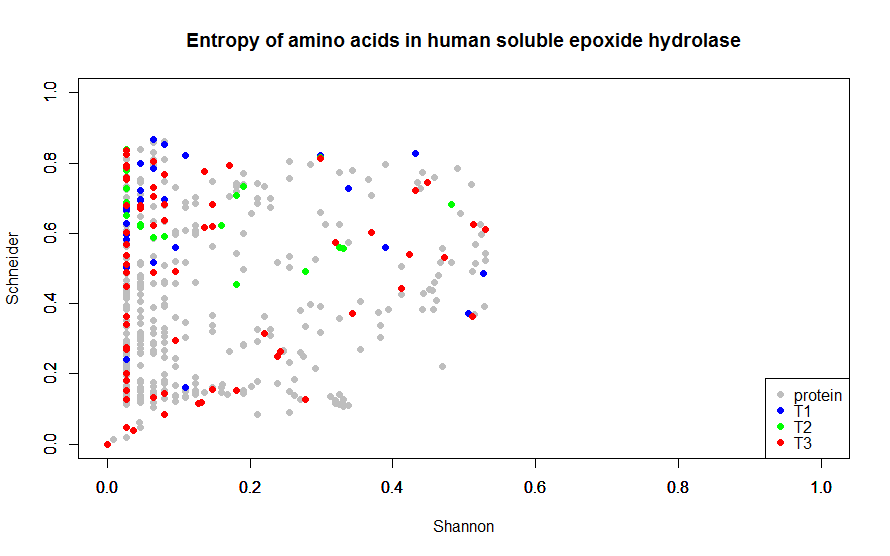 Entropy of amino acids in human soluble epoxide hydrolase
Schneider
1.0
0.8
0.6
0.4
0.2
0.0
0.0 0.2 0.4 0.6 0.8 1.0
Shannon
protein
T1
T2
T3